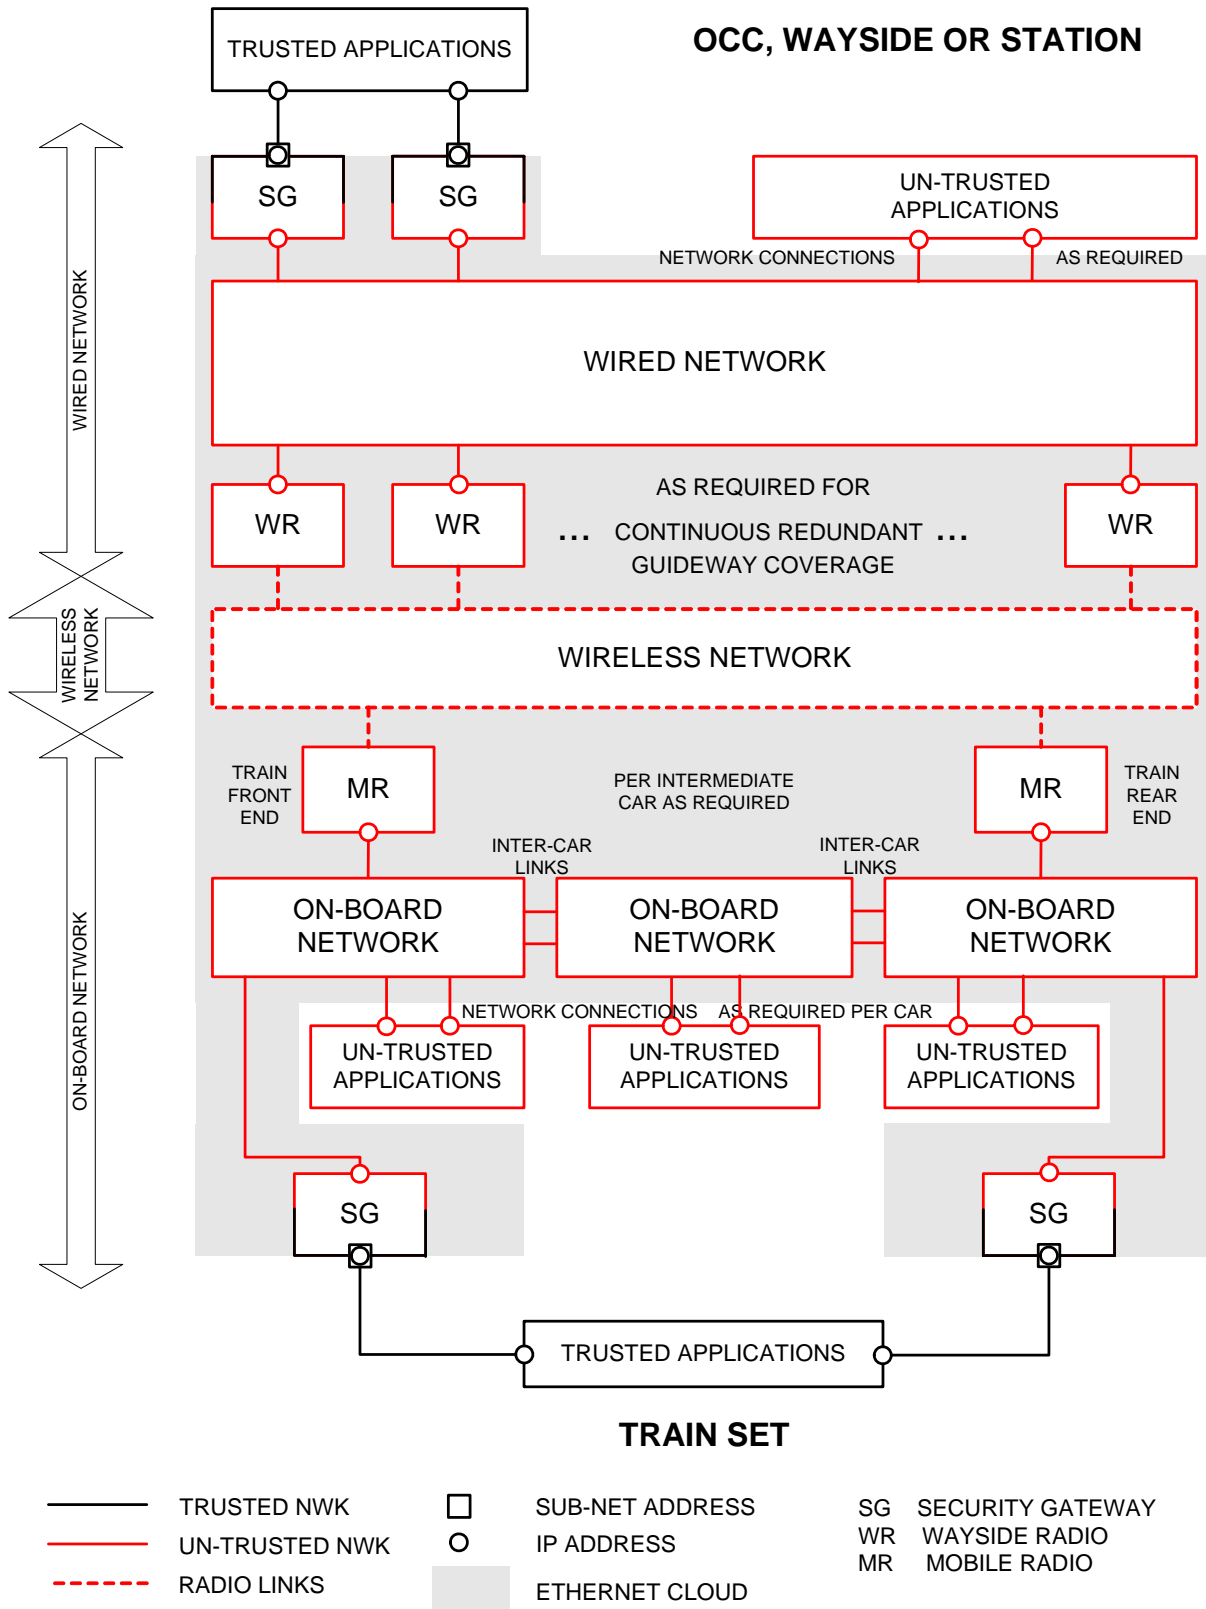 TRUSTED APPLICATIONS
OCC, WAYSIDE OR STATION
SG
SG
UN-TRUSTED
APPLICATIONS
NETWORK CONNECTIONS
AS REQUIRED
WIRED NETWORK
WIRED NETWORK
WR
WR
AS REQUIRED FOR
... CONTINUOUS REDUNDANT ...
GUIDEWAY COVERAGE
WR
WIRELESS
NETWORK
WIRELESS NETWORK
TRAIN
FRONT
END
MR
PER INTERMEDIATE
CAR AS REQUIRED
MR
TRAIN
REAR
END
INTER-CAR
LINKS
INTER-CAR
LINKS
ON-BOARD
NETWORK
ON-BOARD
NETWORK
ON-BOARD
NETWORK
ON-BOARD NETWORK
NETWORK CONNECTIONS
AS REQUIRED PER CAR
UN-TRUSTED
APPLICATIONS
UN-TRUSTED
APPLICATIONS
UN-TRUSTED
APPLICATIONS
SG
SG
TRUSTED APPLICATIONS
TRAIN SET
TRUSTED NWK
UN-TRUSTED NWK
RADIO LINKS
SUB-NET ADDRESS
IP ADDRESS
ETHERNET CLOUD
SG SECURITY GATEWAY
WR WAYSIDE RADIO
MR MOBILE RADIO